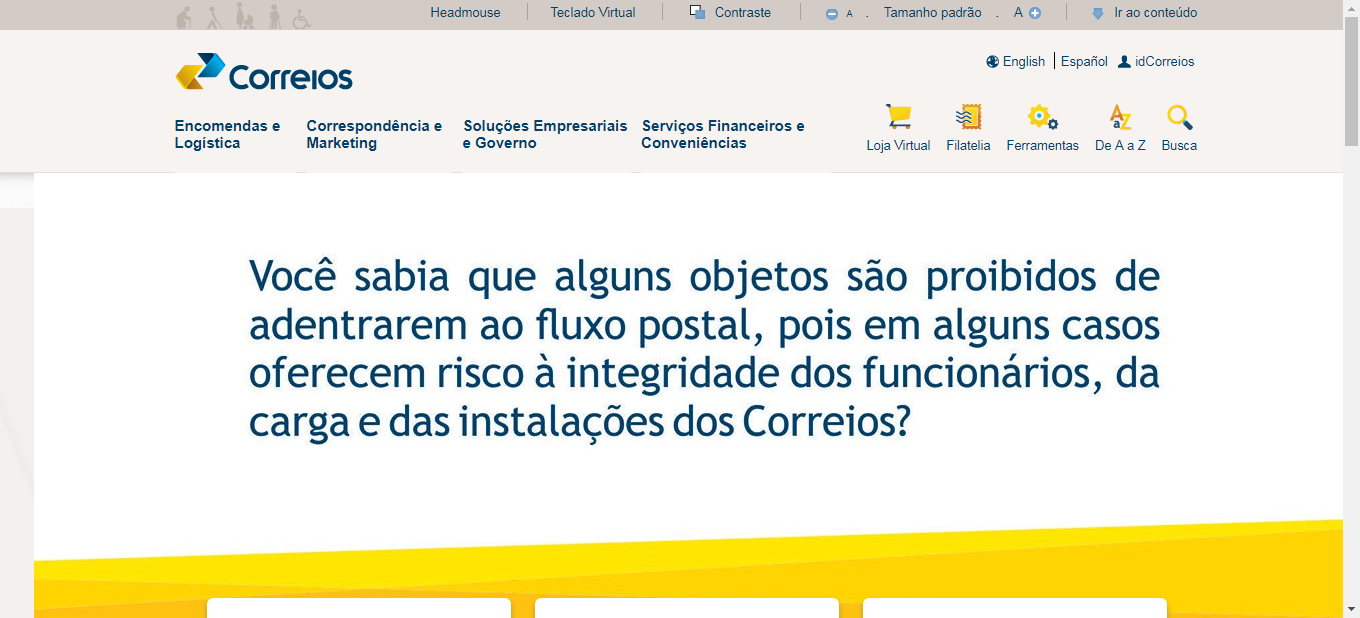 Headmouse Teclado Virtual Contraste A . Tamanho padrão . A Ir ao conteúdo
English Español idCorreios
Correios
Encomendas e Logística
Correspondência e Marketing
Soluções Empresariais e Governo
Serviços Financeiros e Conveniências
Loja Virtual Filatelia Ferramentas De A a Z Busca
Você sabia que alguns objetos são proibidos de
adentrarem ao fluxo postal, pois em alguns casos
oferecem risco à integridade dos funcionários, da
carga e das instalações dos Correios?